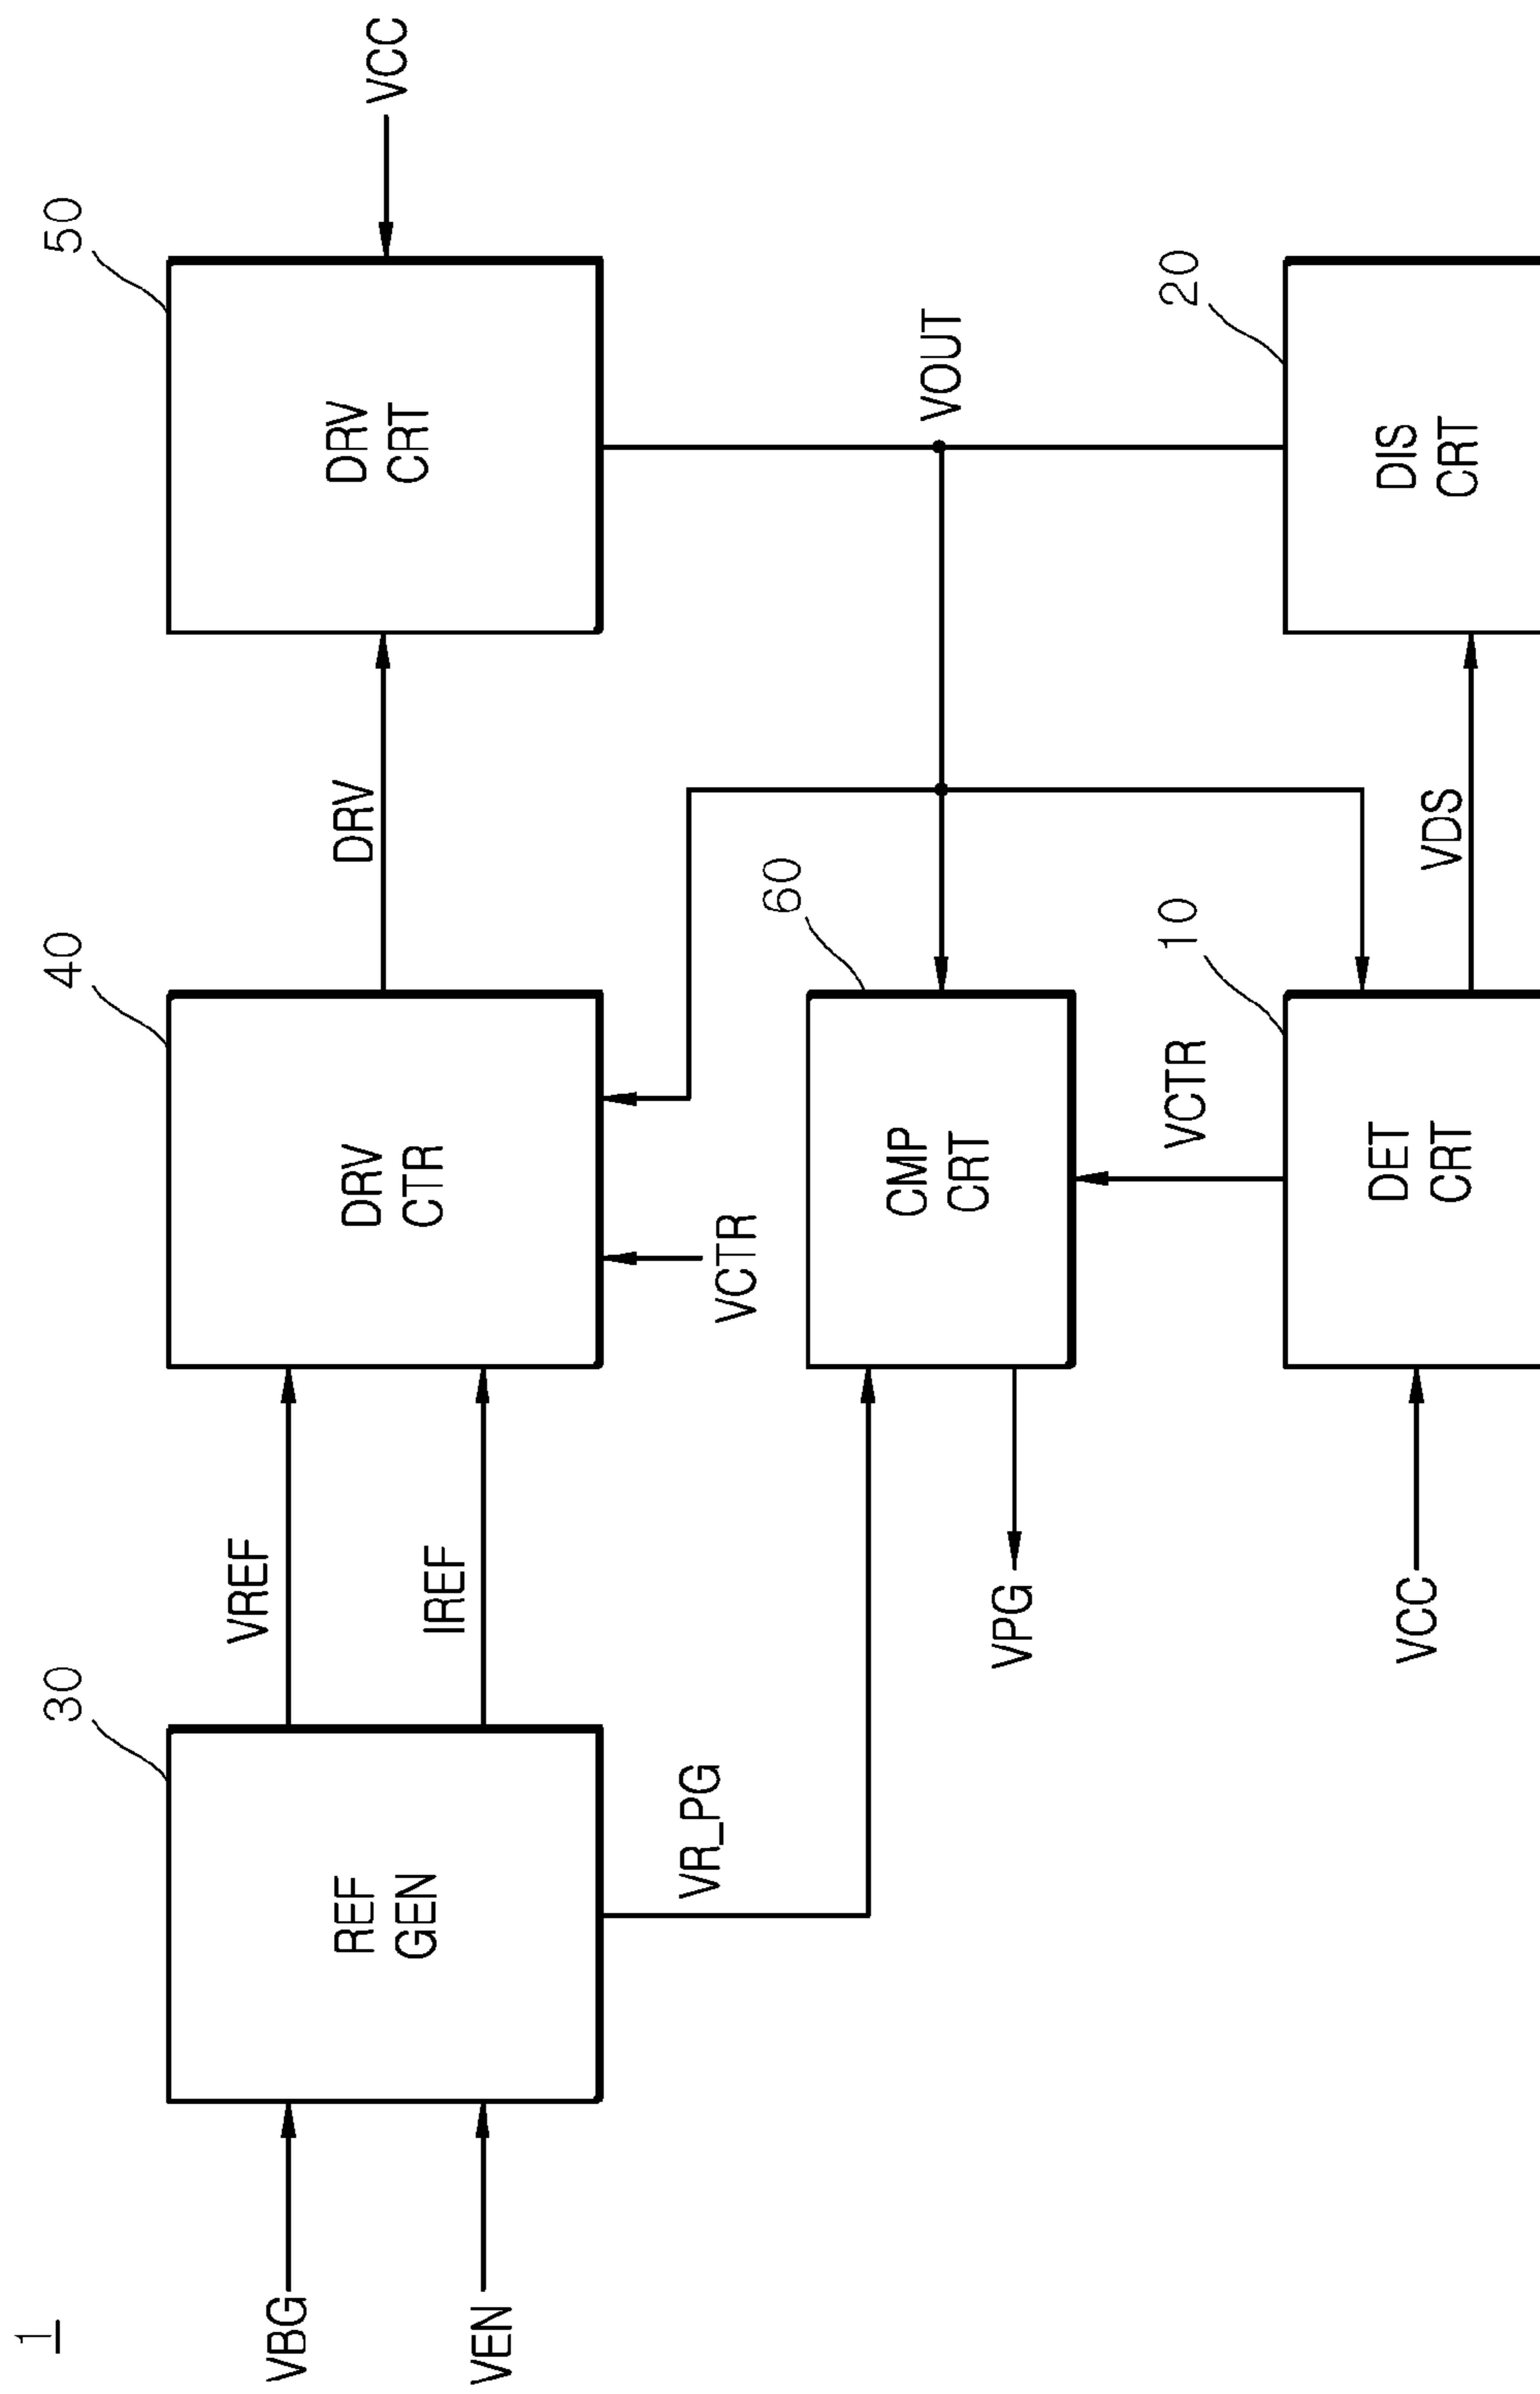 1
30
40
50
VBG
VEN
REF
GEN
VREF
IREF
DRV
CTR
DRV
DRV
CRT
VCC
VR_PG
VCTR
60
CMP
CRT
VOUT
VPG
VCTR
10
20
VCC
DET
CRT
VDS
DIS
CRT